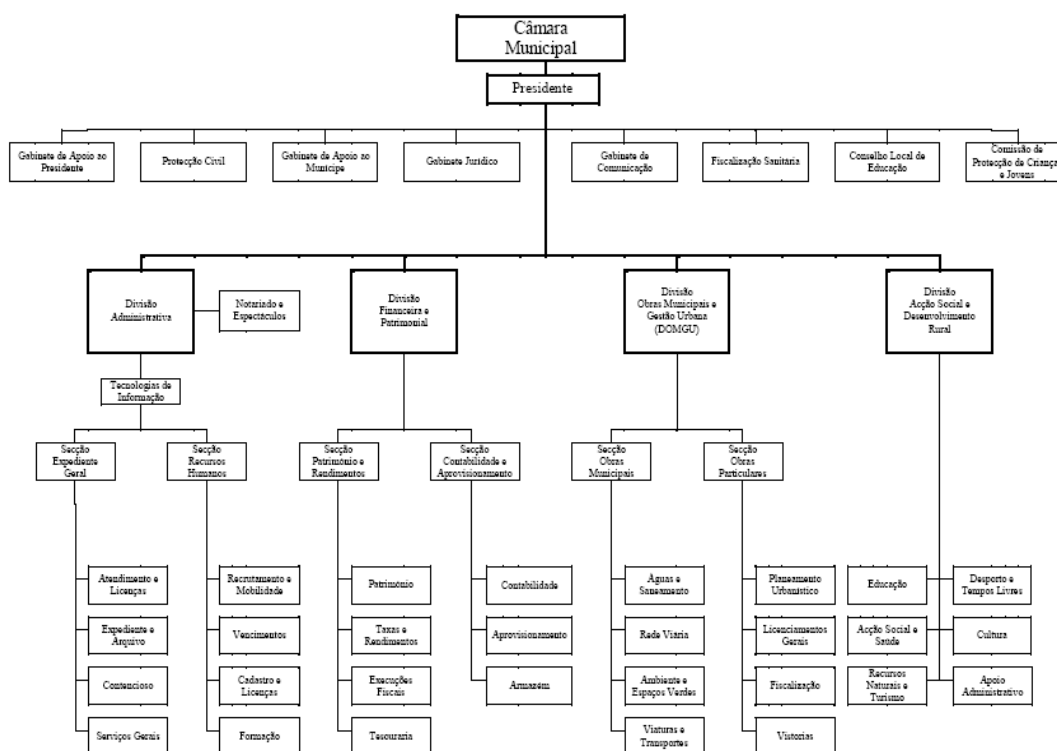 Câmara
Municipal
Presidente
Gabinete de Apoio ao
Presidente
Protecção Civil
Gabinete de Apoio ao
Munícipe
Gabinete Jurídico
Gabinete de
Comunicação
Fiscalização Sanitária
Conselho Local de
Educação
Comissão de
Protecção de Criança
e Jovens
Divisão
Administrativa
Notariado e
Espectáculos
Divisão
Financeira e
Patrimonial
Divisão
Obras Municipais e
Gestão Urbana
(DOMGU)
Divisão
Acção Social e
Desenvolvimento
Rural
Tecnologias de
Informação
Secção
Expediente
Geral
Secção
Recursos
Humanos
Secção
Património e
Rendimentos
Secção
Contabilidade e
Aprovisionamento
Secção
Obras
Municipais
Secção
Obras
Particulares
Atendimento e
Licenças
Recrutamento e
Mobilidade
Património
Contabilidade
Águas e
Saneamento
Planeamento
Urbanístico
Educação
Desporto e
Tempos Livres
Expediente e
Arquivo
Vencimentos
Taxas e
Rendimentos
Aprovisionamento
Rede Viária
Licenciamentos
Gerais
Acção Social e
Saúde
Cultura
Contencioso
Cadastro e
Licenças
Execuções
Fiscais
Armazém
Ambiente e
Espaços Verdes
Fiscalização
Recursos
Naturais e
Turismo
Apoio
Administrativo
Serviços Gerais
Formação
Tesouraria
Viaturas e
Transportes
Vistorias